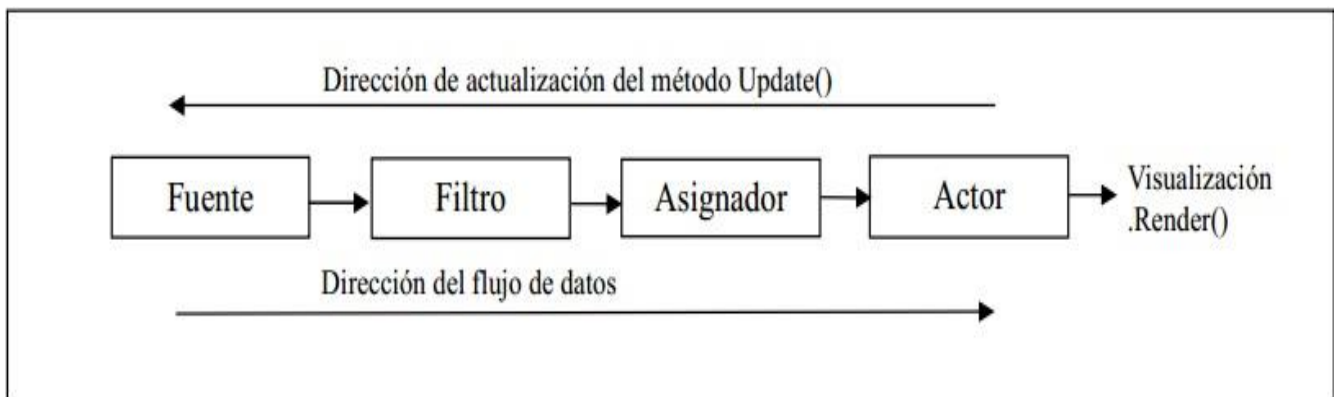 Dirección de actualización del método Update()
Fuente
Filtro
Asignador
Actor
Visualización
.Render()
Dirección del flujo de datos